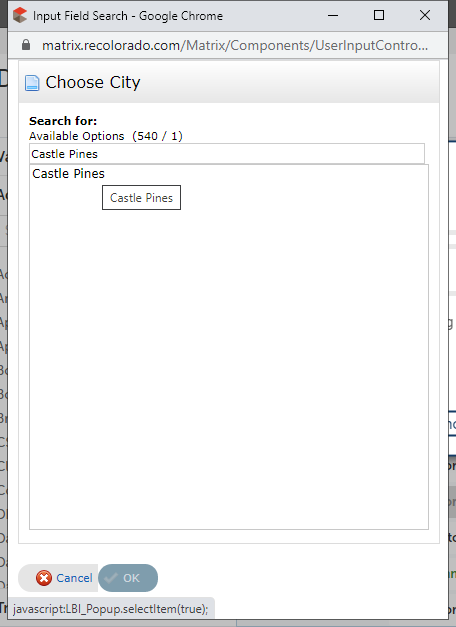 Input Field Search - Google Chrome
matrix.recolorado.com/Matrix/Components/UserInputContro...
Choose City
Search for:
Available Options (540 / 1)
Castle Pines
Castle Pines
Castle Pines
Cancel
OK
javascript:LBI_Popup.selectItem(true);